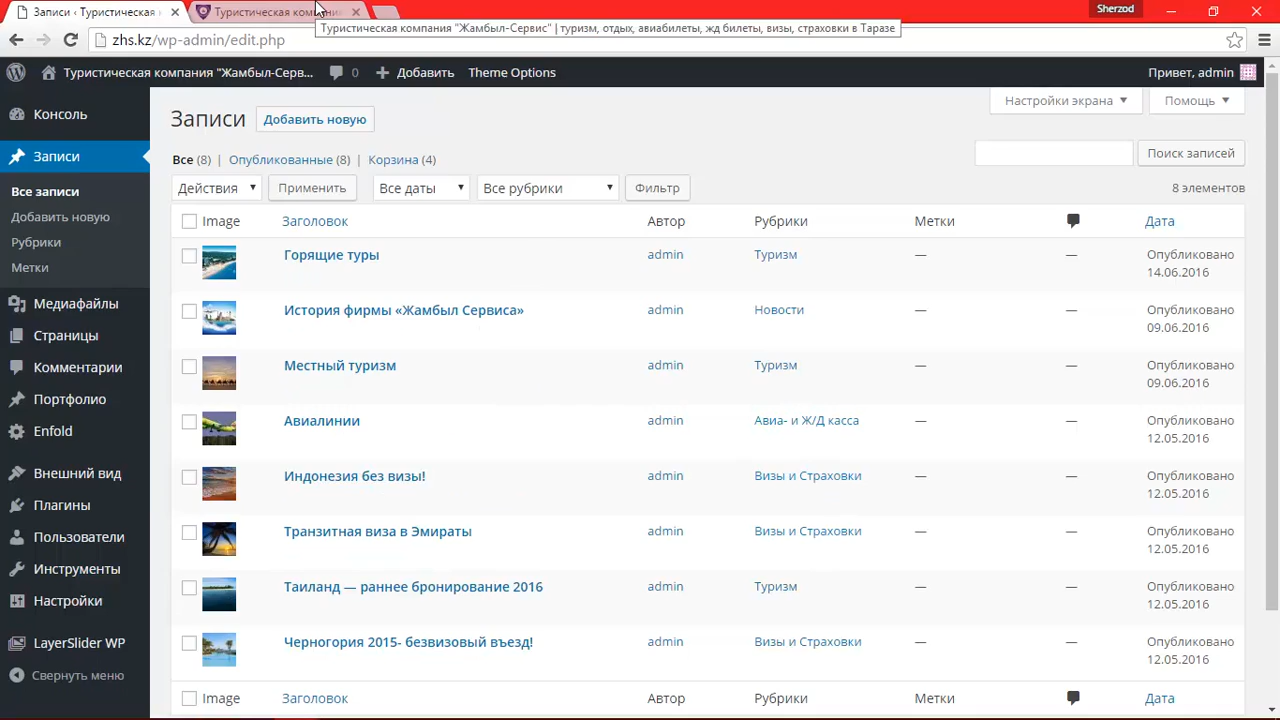 Записи ‹ Туристическая
Туристическая компани
Sherzod
Туристическая компания "Жамбыл-Сервис" | туризм, отдых, авиабилеты, жд билеты, визы, страховки в Таразе
zhs.kz/wp-admin/edit.php
Туристическая компания "Жамбыл-Серв... 0 Добавить Theme Options Привет, admin
Консоль
Записи
Все записи
Добавить новую
Рубрики
Метки
Медиафайлы
Страницы
Комментарии
Портфолио
Enfold
Внешний вид
Плагины
Пользователи
Инструменты
Настройки
LayerSlider WP
Свернуть меню
Настройки экрана Помощь
Записи Добавить новую
Все (8) | Опубликованные (8) | Корзина (4)
Поиск записей
Действия Применить Все даты Все рубрики Фильтр 8 элементов
Image Заголовок Автор Рубрики Метки Дата
Горящие туры admin Туризм — — Опубликовано
14.06.2016
История фирмы «Жамбыл Сервиса» admin Новости — — Опубликовано
09.06.2016
Местный туризм admin Туризм — — Опубликовано
09.06.2016
Авиалинии admin Авиа- и Ж/Д касса — — Опубликовано
12.05.2016
Индонезия без визы! admin Визы и Страховки — — Опубликовано
12.05.2016
Транзитная виза в Эмираты admin Визы и Страховки — — Опубликовано
12.05.2016
Таиланд — раннее бронирование 2016 admin Туризм — — Опубликовано
12.05.2016
Черногория 2015- безвизовый въезд! admin Визы и Страховки — — Опубликовано
12.05.2016
Image Заголовок Автор Рубрики Метки Дата